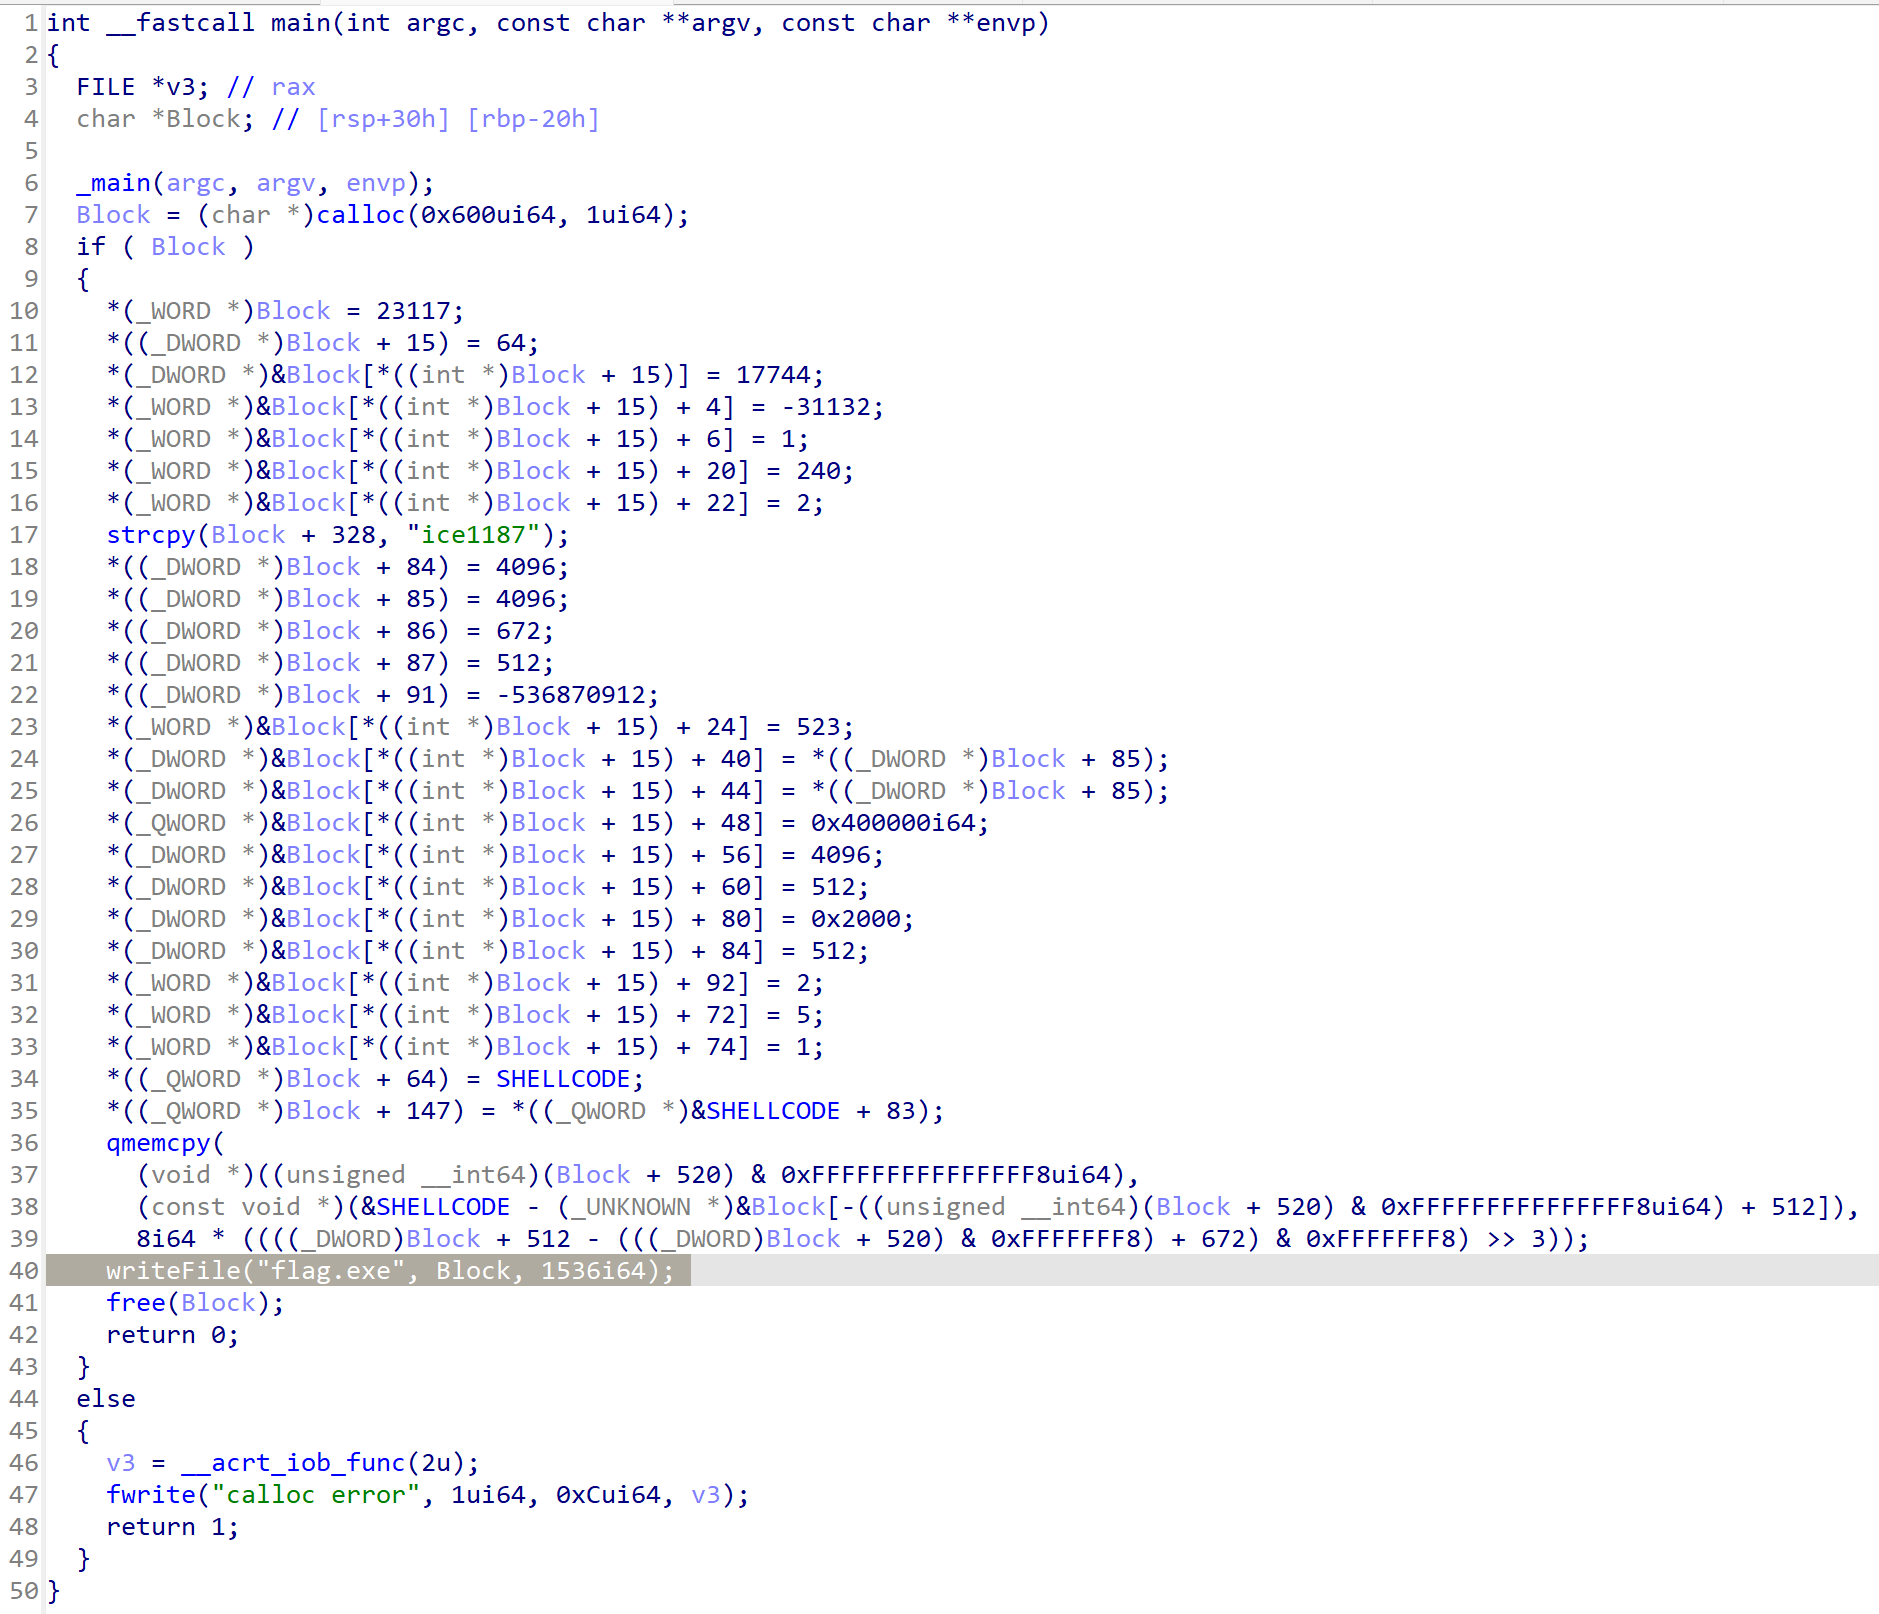 1 int __fastcall main(int argc, const char **argv, const char **envp)
2 {
3   FILE *v3; // rax
4   char *Block; // [rsp+30h] [rbp-20h]
5
6   _main(argc, argv, envp);
7   Block = (char *)calloc(0x600ui64, 1ui64);
8   if ( Block )
9   {
10     *(_WORD *)Block = 23117;
11     *((_DWORD *)Block + 15) = 64;
12     *(_DWORD *)&Block[*((int *)Block + 15)] = 17744;
13     *(_WORD *)&Block[*((int *)Block + 15) + 4] = -31132;
14     *(_WORD *)&Block[*((int *)Block + 15) + 6] = 1;
15     *(_WORD *)&Block[*((int *)Block + 15) + 20] = 240;
16     *(_WORD *)&Block[*((int *)Block + 15) + 22] = 2;
17     strcpy(Block + 328, "ice1187");
18     *((_DWORD *)Block + 84) = 4096;
19     *((_DWORD *)Block + 85) = 4096;
20     *((_DWORD *)Block + 86) = 672;
21     *((_DWORD *)Block + 87) = 512;
22     *((_DWORD *)Block + 91) = -536870912;
23     *(_WORD *)&Block[*((int *)Block + 15) + 24] = 523;
24     *(_DWORD *)&Block[*((int *)Block + 15) + 40] = *((_DWORD *)Block + 85);
25     *(_DWORD *)&Block[*((int *)Block + 15) + 44] = *((_DWORD *)Block + 85);
26     *(_QWORD *)&Block[*((int *)Block + 15) + 48] = 0x400000i64;
27     *(_DWORD *)&Block[*((int *)Block + 15) + 56] = 4096;
28     *(_DWORD *)&Block[*((int *)Block + 15) + 60] = 512;
29     *(_DWORD *)&Block[*((int *)Block + 15) + 80] = 0x2000;
30     *(_DWORD *)&Block[*((int *)Block + 15) + 84] = 512;
31     *(_WORD *)&Block[*((int *)Block + 15) + 92] = 2;
32     *(_WORD *)&Block[*((int *)Block + 15) + 72] = 5;
33     *(_WORD *)&Block[*((int *)Block + 15) + 74] = 1;
34     *((_QWORD *)Block + 64) = SHELLCODE;
35     *((_QWORD *)Block + 147) = *((_QWORD *)&SHELLCODE + 83);
36     qmemcpy(
37       (void *)((unsigned __int64)(Block + 520) & 0xFFFFFFFFFFFFFFF8ui64),
38       (const void *)(&SHELLCODE - (_UNKNOWN *)&Block[-((unsigned __int64)(Block + 520) & 0xFFFFFFFFFFFFFFF8ui64) + 512]),
39       8i64 * ((((_DWORD)Block + 512 - (((_DWORD)Block + 520) & 0xFFFFFFF8) + 672) & 0xFFFFFFF8) >> 3));
40     writeFile("flag.exe", Block, 1536i64);
41     free(Block);
42     return 0;
43   }
44   else
45   {
46     v3 = __acrt_iob_func(2u);
47     fwrite("calloc error", 1ui64, 0xCui64, v3);
48     return 1;
49   }
50 }